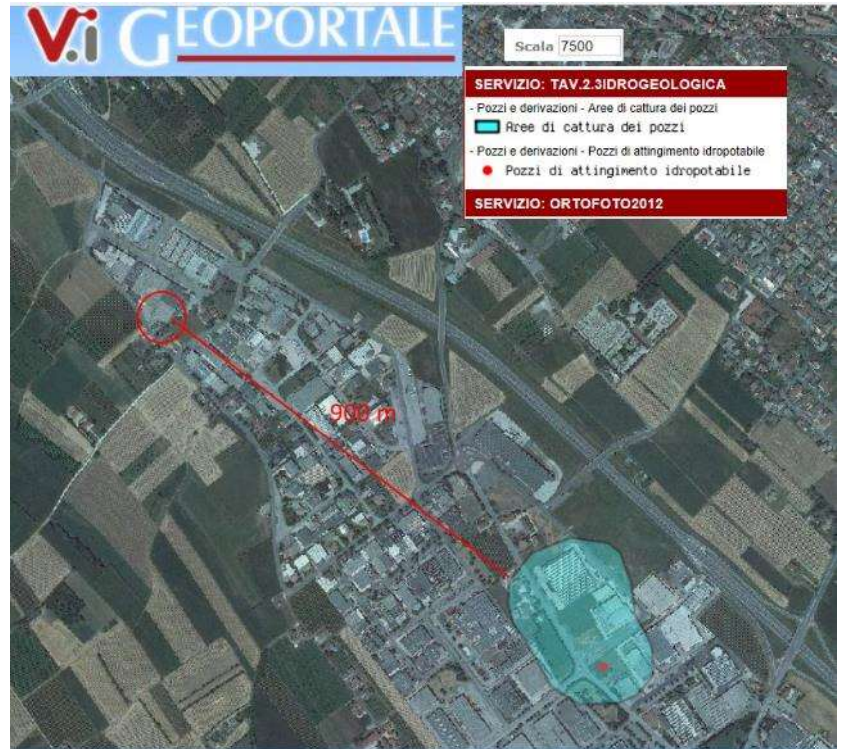 V.i GEOPORTALE
Scala 7500
SERVIZIO: TAV.2.3IDROGEOLOGICA
- Pozzi e derivazioni - Aree di cattura dei pozzi
Aree di cattura dei pozzi
- Pozzi e derivazioni - Pozzi di attingimento idropotabile
Pozzi di attingimento idropotabile
SERVIZIO: ORTOFOTO2012
900 m